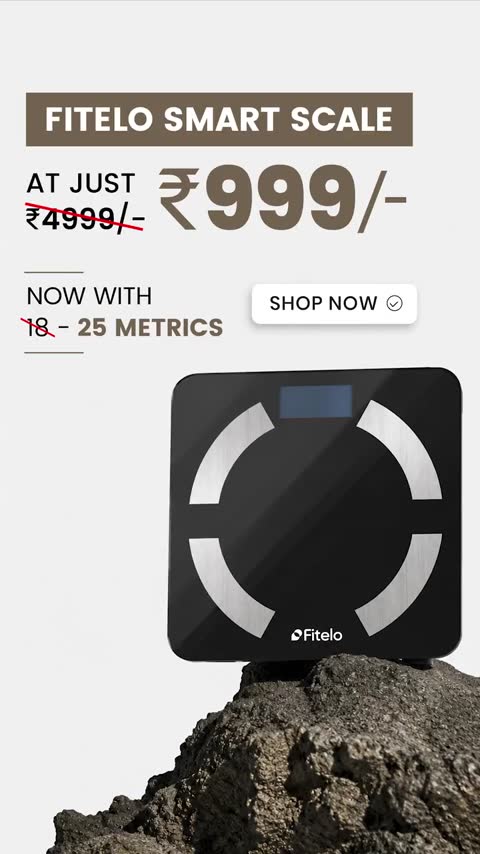 FITELO SMART SCALE
AT JUST
₹4999/-
₹999/-
NOW WITH
18 - 25 METRICS
SHOP NOW
Fitelo